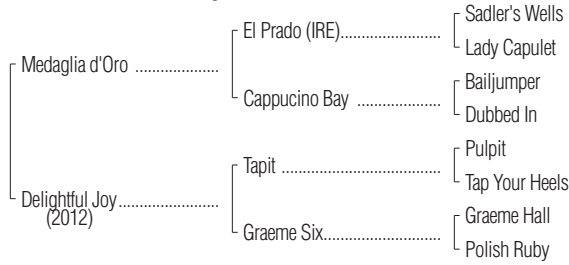 Sadler's Wells
El Prado (IRE)....................
Lady Capulet
Medaglia d'Oro .................
Bailjumper
Cappucino Bay .................
Dubbed In
Pulpit
Tapit ................................
Tap Your Heels
Delightful Joy....................
(2012)
Graeme Hall
Graeme Six.......................
Polish Ruby